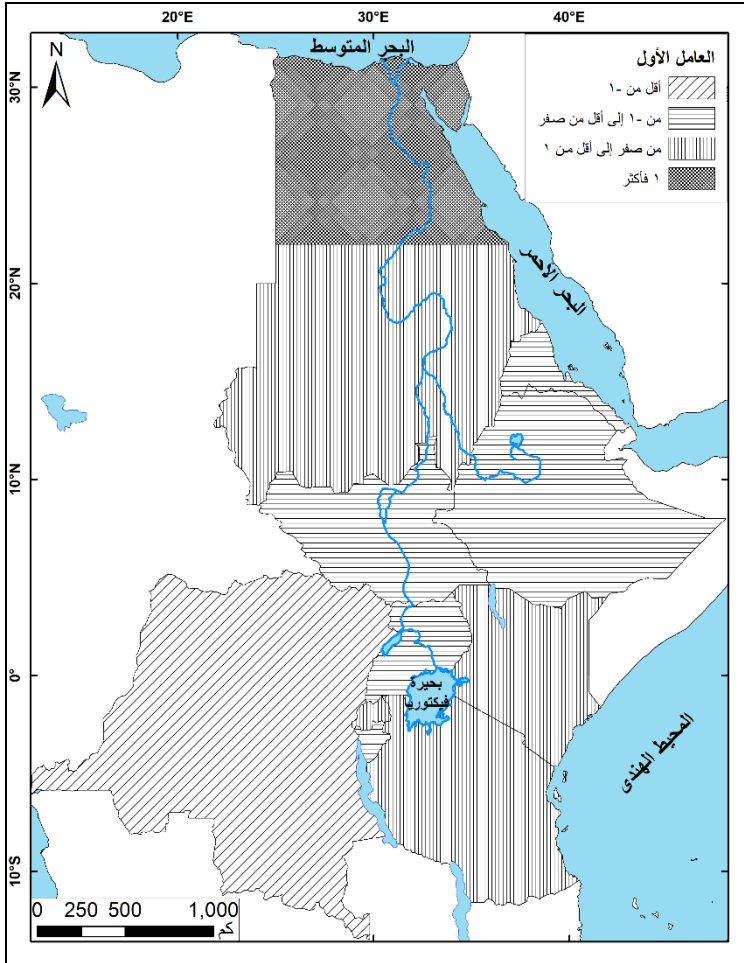 20°E 30°E 40°E
البحر المتوسط
N
العامل الأول
أقل من -١
من -١ إلى أقل من صفر
من صفر إلى أقل من ١
١ فأكثر
30°N
20°N
البحر الاحمر
10°N
0°
بحيرة
فيكتوريا
المحيط الهندى
10°S
0 250 500 1,000
كم